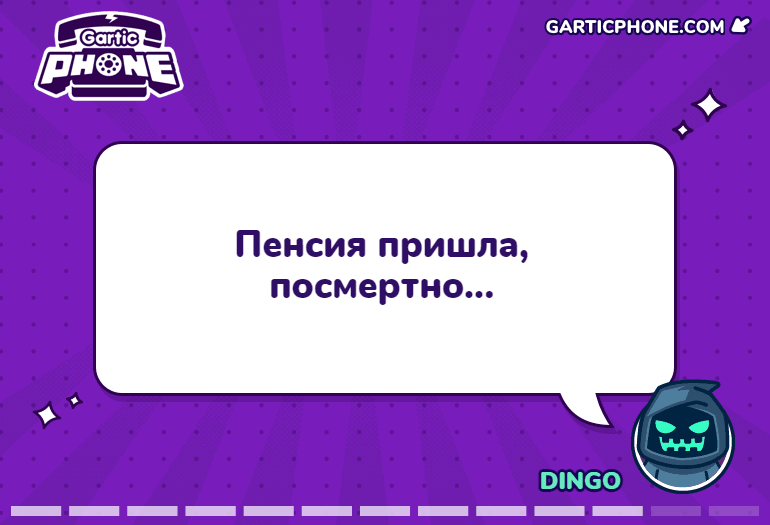 Gartic
PHONE
GARTICPHONE.COM
Пенсия пришла,
посмертно...
DINGO